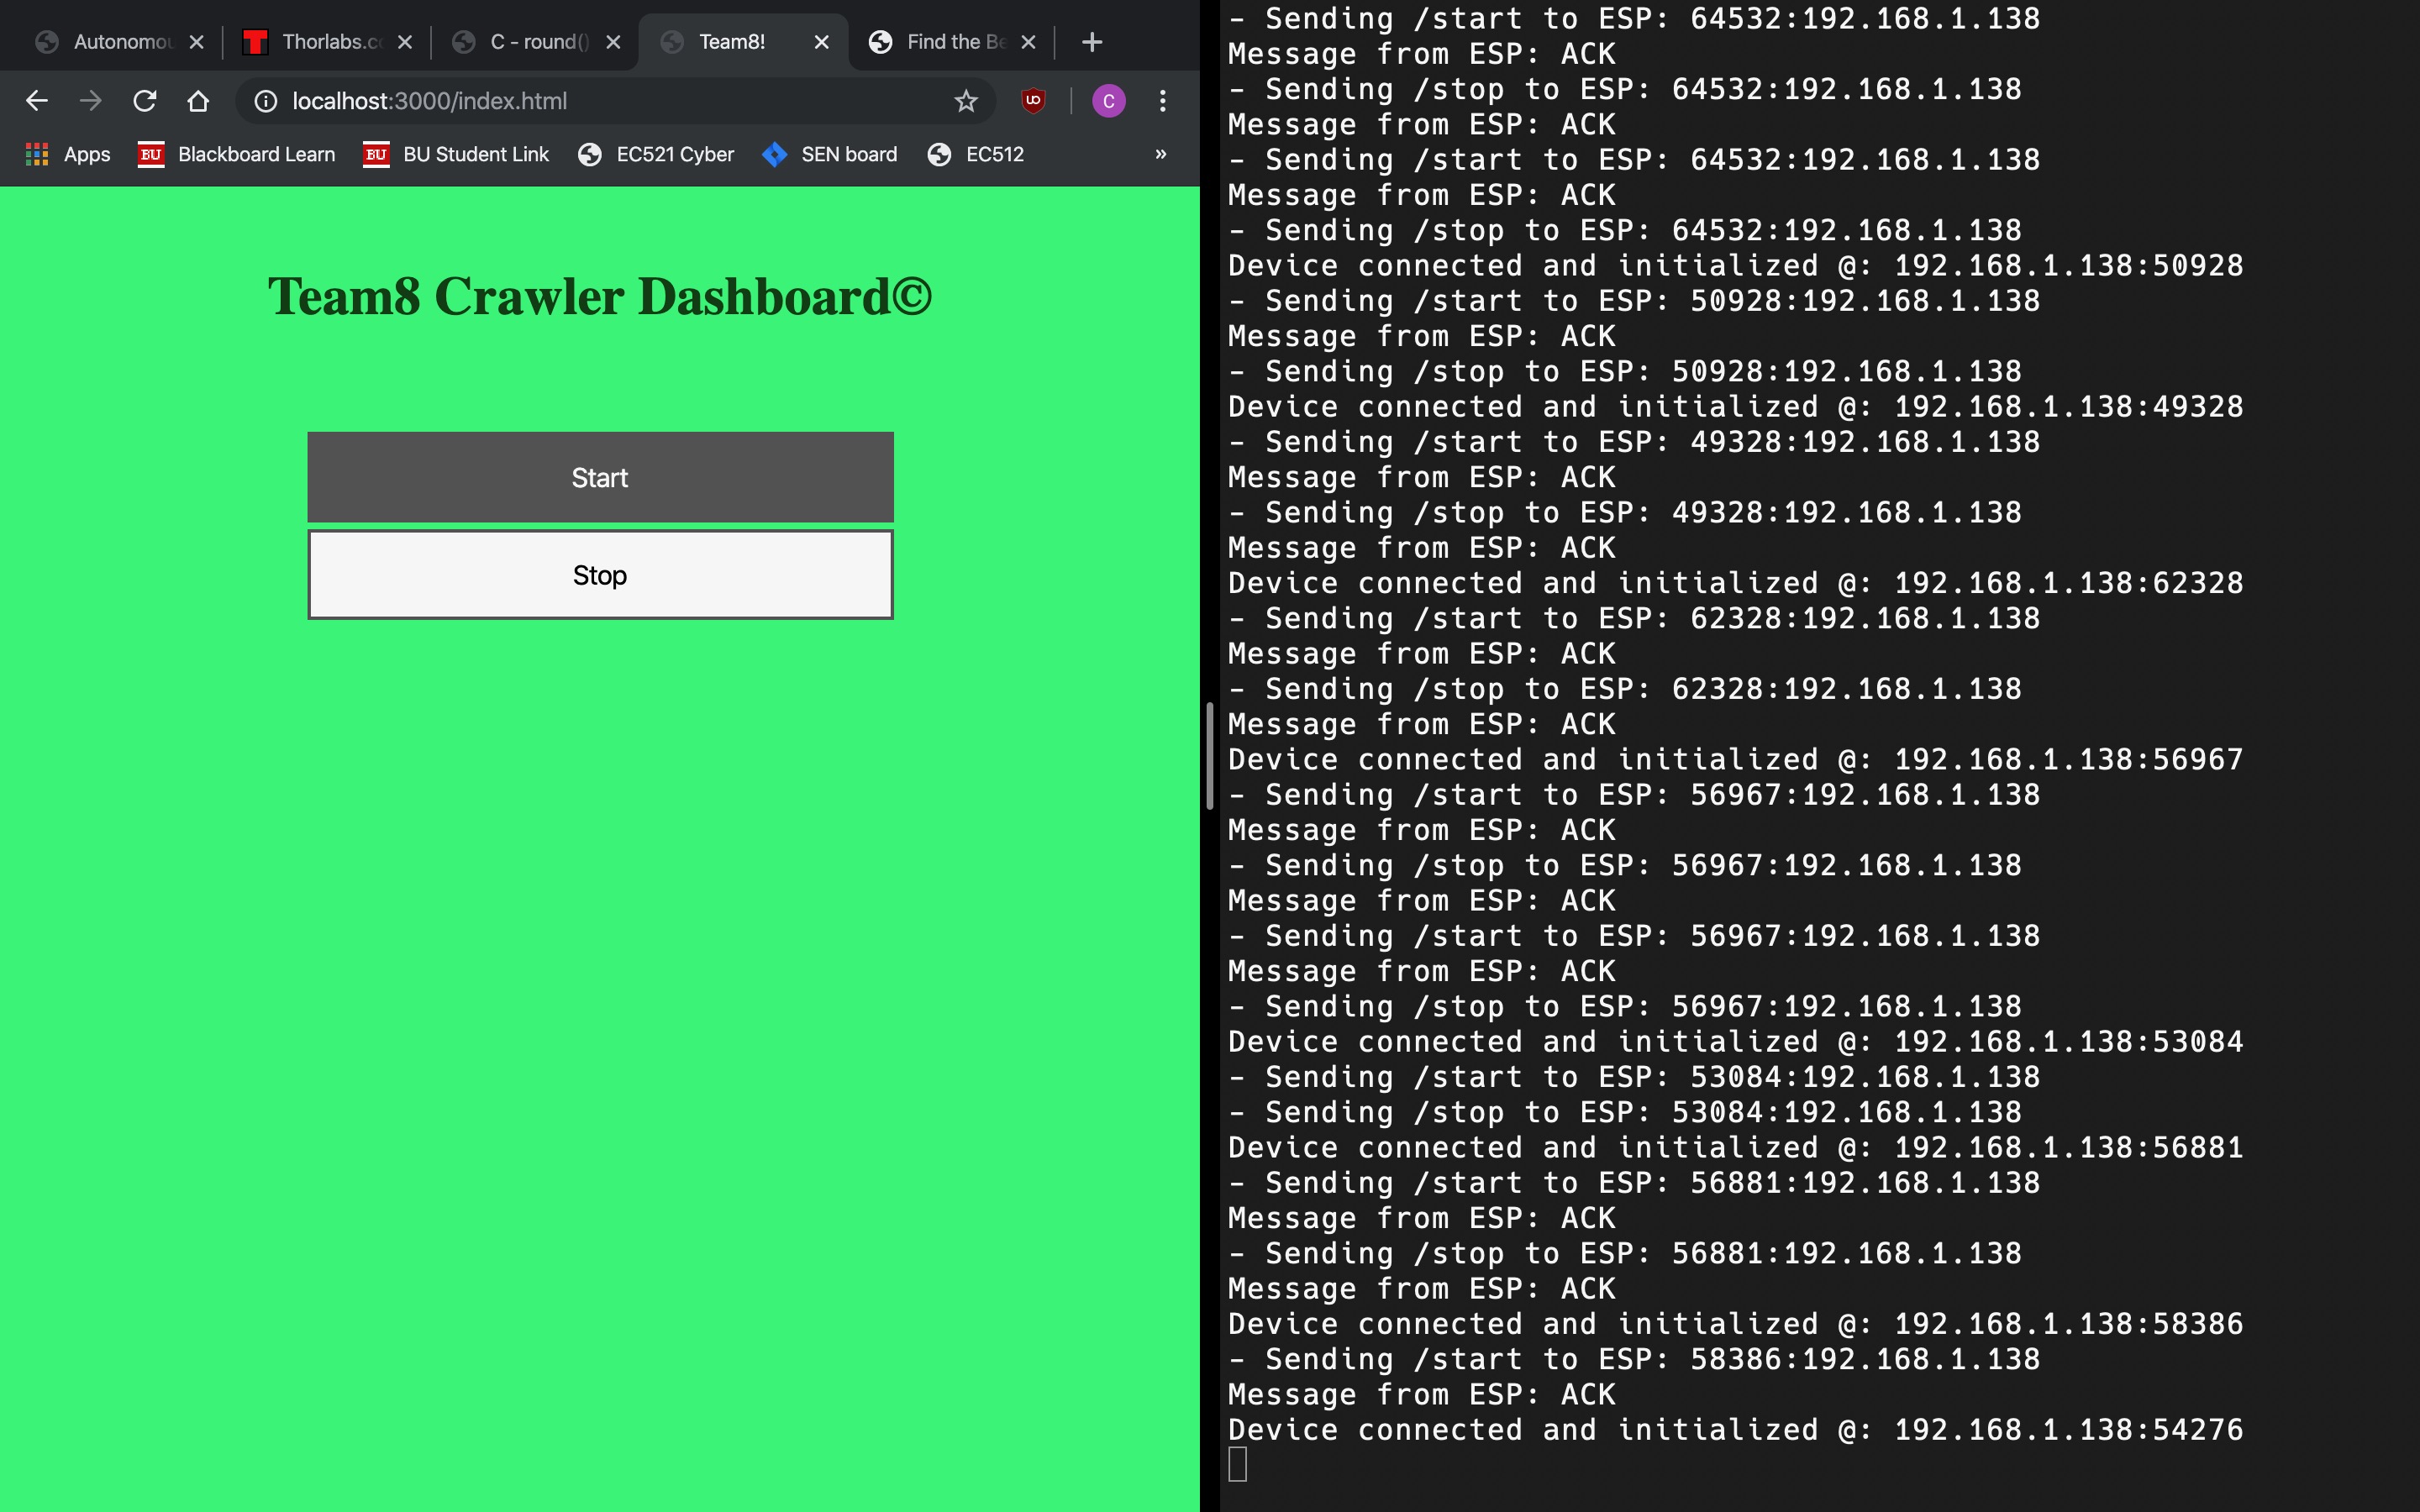 Autonomou
Thorlabs.co
C - round()
Team8!
Find the Be
localhost:3000/index.html
C
Apps
BU
Blackboard Learn
BU
BU Student Link
EC521 Cyber
SEN board
EC512
»
Team8 Crawler Dashboard©
Start
Stop
- Sending /start to ESP: 64532:192.168.1.138
Message from ESP: ACK
- Sending /stop to ESP: 64532:192.168.1.138
Message from ESP: ACK
- Sending /start to ESP: 64532:192.168.1.138
Message from ESP: ACK
- Sending /stop to ESP: 64532:192.168.1.138
Device connected and initialized @: 192.168.1.138:50928
- Sending /start to ESP: 50928:192.168.1.138
Message from ESP: ACK
- Sending /stop to ESP: 50928:192.168.1.138
Device connected and initialized @: 192.168.1.138:49328
- Sending /start to ESP: 49328:192.168.1.138
Message from ESP: ACK
- Sending /stop to ESP: 49328:192.168.1.138
Message from ESP: ACK
Device connected and initialized @: 192.168.1.138:62328
- Sending /start to ESP: 62328:192.168.1.138
Message from ESP: ACK
- Sending /stop to ESP: 62328:192.168.1.138
Message from ESP: ACK
Device connected and initialized @: 192.168.1.138:56967
- Sending /start to ESP: 56967:192.168.1.138
Message from ESP: ACK
- Sending /stop to ESP: 56967:192.168.1.138
Message from ESP: ACK
- Sending /start to ESP: 56967:192.168.1.138
Message from ESP: ACK
- Sending /stop to ESP: 56967:192.168.1.138
Device connected and initialized @: 192.168.1.138:53084
- Sending /start to ESP: 53084:192.168.1.138
- Sending /stop to ESP: 53084:192.168.1.138
Device connected and initialized @: 192.168.1.138:56881
- Sending /start to ESP: 56881:192.168.1.138
Message from ESP: ACK
- Sending /stop to ESP: 56881:192.168.1.138
Message from ESP: ACK
Device connected and initialized @: 192.168.1.138:58386
- Sending /start to ESP: 58386:192.168.1.138
Message from ESP: ACK
Device connected and initialized @: 192.168.1.138:54276